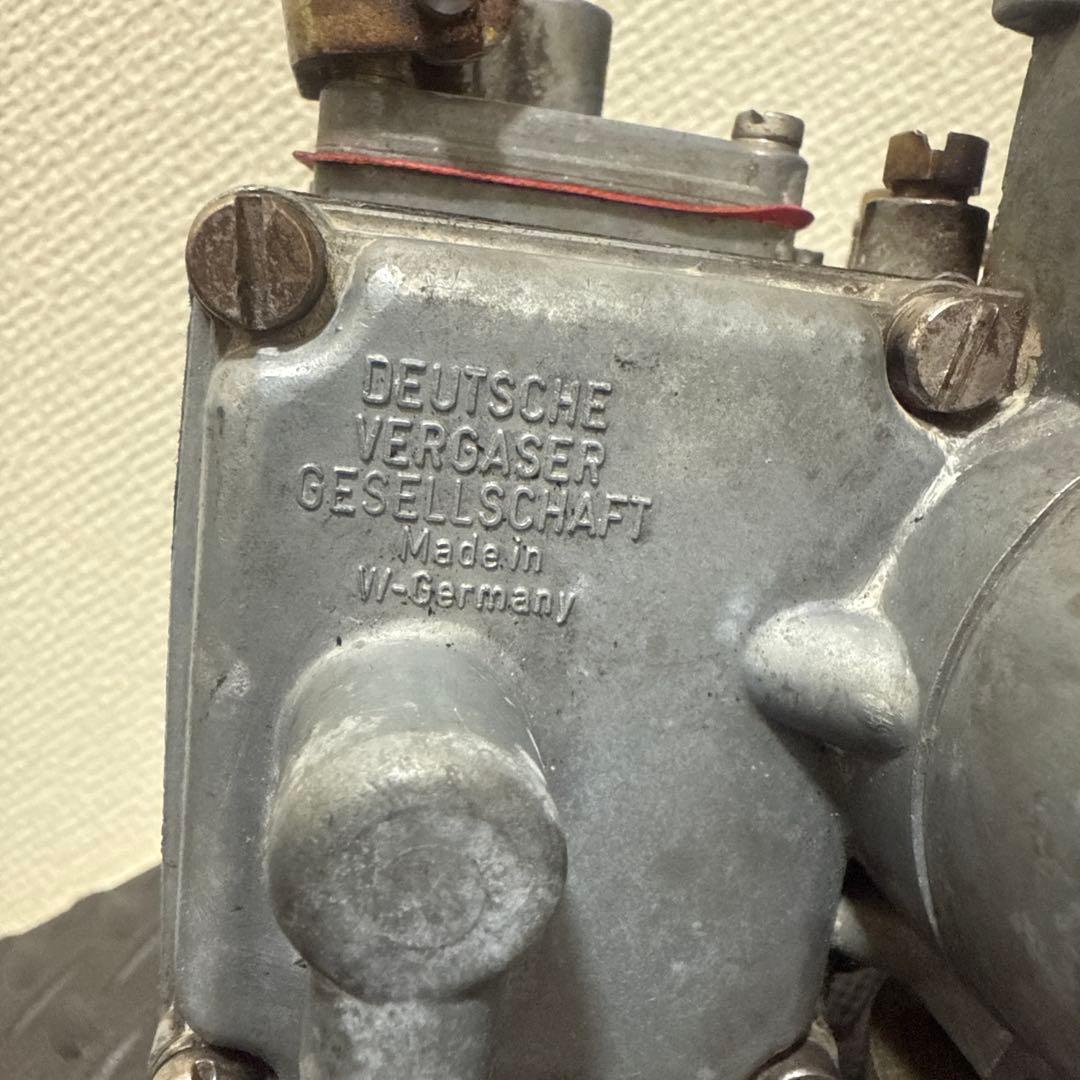 DEUTSCHE
VERGASER
GESELLSCHAFT
Made in
W-Germany